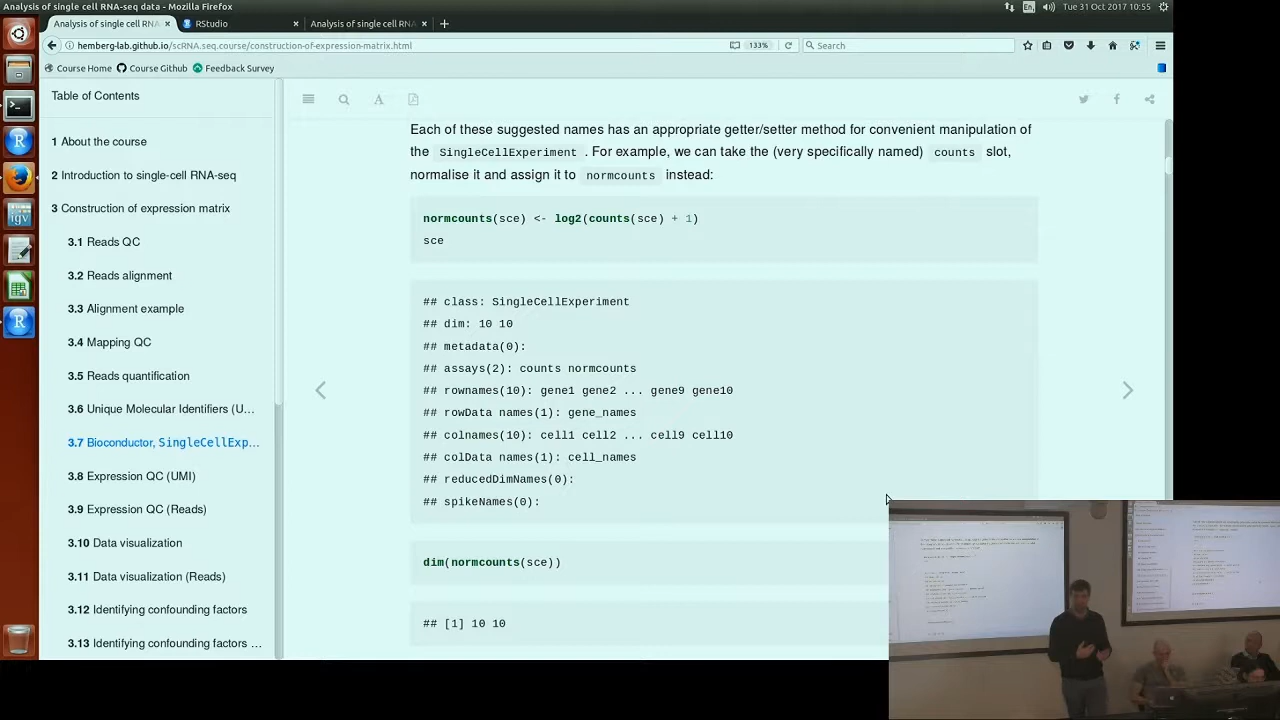 Analysis of single cell RNA-seq data - Mozilla Firefox
En
Tue 31 Oct 2017 10:55
Analysis of single cell RNA ×
RStudio ×
Analysis of single cell RNA ×
hemberg-lab.github.io/scRNA.seq.course/construction-of-expression-matrix.html
133%
Search
Course Home
Course Github
Feedback Survey
Table of Contents
1 About the course
2 Introduction to single-cell RNA-seq
3 Construction of expression matrix
3.1 Reads QC
3.2 Reads alignment
3.3 Alignment example
3.4 Mapping QC
3.5 Reads quantification
3.6 Unique Molecular Identifiers (U...
3.7 Bioconductor, SingleCellExp...
3.8 Expression QC (UMI)
3.9 Expression QC (Reads)
3.10 Data visualization
3.11 Data visualization (Reads)
3.12 Identifying confounding factors
3.13 Identifying confounding factors ...
Each of these suggested names has an appropriate getter/setter method for convenient manipulation of
the SingleCellExperiment . For example, we can take the (very specifically named) counts slot,
normalise it and assign it to normcounts instead:
normcounts(sce) <- log2(counts(sce) + 1)
sce
## class: SingleCellExperiment
## dim: 10 10
## metadata(0):
## assays(2): counts normcounts
## rownames(10): gene1 gene2 ... gene9 gene10
## rowData names(1): gene_names
## colnames(10): cell1 cell2 ... cell9 cell10
## colData names(1): cell_names
## reducedDimNames(0):
## spikeNames(0):
dim(normcounts(sce))
## [1] 10 10